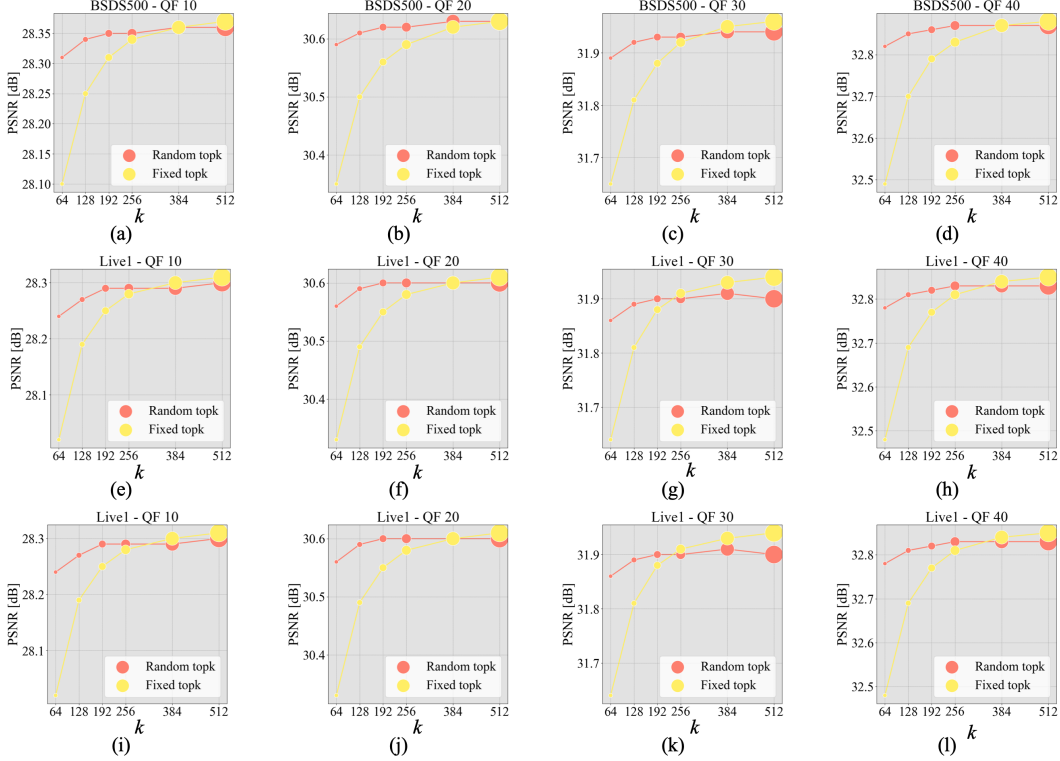 BSDS500 - QF 10
PSNR [dB]
28.35
28.30
28.25
28.20
28.15
28.10
Random topk
Fixed topk
64 128 192 256 384 512
k
(a)
BSDS500 - QF 20
PSNR [dB]
30.6
30.5
30.4
Random topk
Fixed topk
64 128 192 256 384 512
k
(b)
BSDS500 - QF 30
PSNR [dB]
31.9
31.8
31.7
Random topk
Fixed topk
64 128 192 256 384 512
k
(c)
BSDS500 - QF 40
PSNR [dB]
32.8
32.7
32.6
32.5
Random topk
Fixed topk
64 128 192 256 384 512
k
(d)
Live1 - QF 10
PSNR [dB]
28.3
28.2
28.1
Random topk
Fixed topk
64 128 192 256 384 512
k
(e)
Live1 - QF 20
PSNR [dB]
30.6
30.5
30.4
Random topk
Fixed topk
64 128 192 256 384 512
k
(f)
Live1 - QF 30
PSNR [dB]
31.9
31.8
31.7
Random topk
Fixed topk
64 128 192 256 384 512
k
(g)
Live1 - QF 40
PSNR [dB]
32.8
32.7
32.6
32.5
Random topk
Fixed topk
64 128 192 256 384 512
k
(h)
Live1 - QF 10
PSNR [dB]
28.3
28.2
28.1
Random topk
Fixed topk
64 128 192 256 384 512
k
(i)
Live1 - QF 20
PSNR [dB]
30.6
30.5
30.4
Random topk
Fixed topk
64 128 192 256 384 512
k
(j)
Live1 - QF 30
PSNR [dB]
31.9
31.8
31.7
Random topk
Fixed topk
64 128 192 256 384 512
k
(k)
Live1 - QF 40
PSNR [dB]
32.8
32.7
32.6
32.5
Random topk
Fixed topk
64 128 192 256 384 512
k
(l)